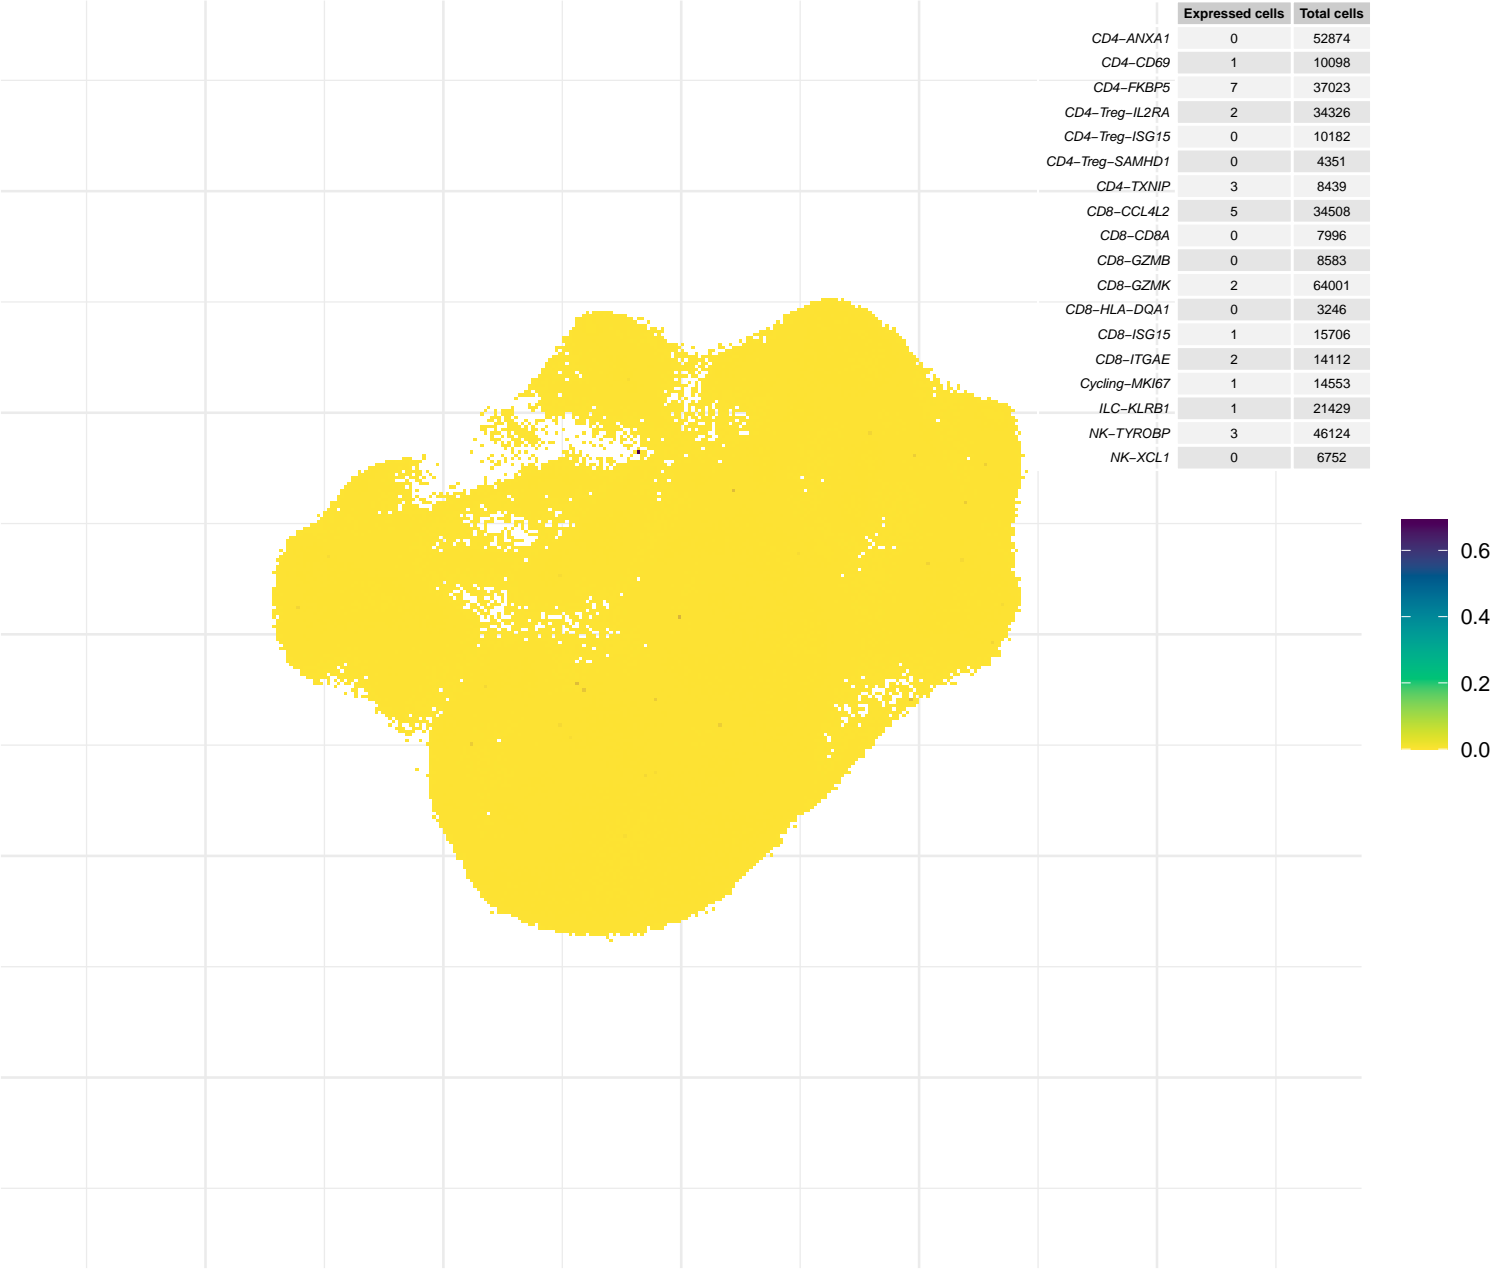 Expressed cells Total cells
CD4−ANXA1 0 52874
CD4−CD69 1 10098
CD4−FKBP5 7 37023
CD4−Treg−IL2RA 2 34326
CD4−Treg−ISG15 0 10182
CD4−Treg−SAMHD1 0 4351
CD4−TXNIP 3 8439
CD8−CCL4L2 5 34508
CD8−CD8A 0 7996
CD8−GZMB 0 8583
CD8−GZMK 2 64001
CD8−HLA−DQA1 0 3246
CD8−ISG15 1 15706
CD8−ITGAE 2 14112
Cycling−MKI67 1 14553
ILC−KLRB1 1 21429
NK−TYROBP 3 46124
NK−XCL1 0 6752
0.6
0.4
0.2
0.0